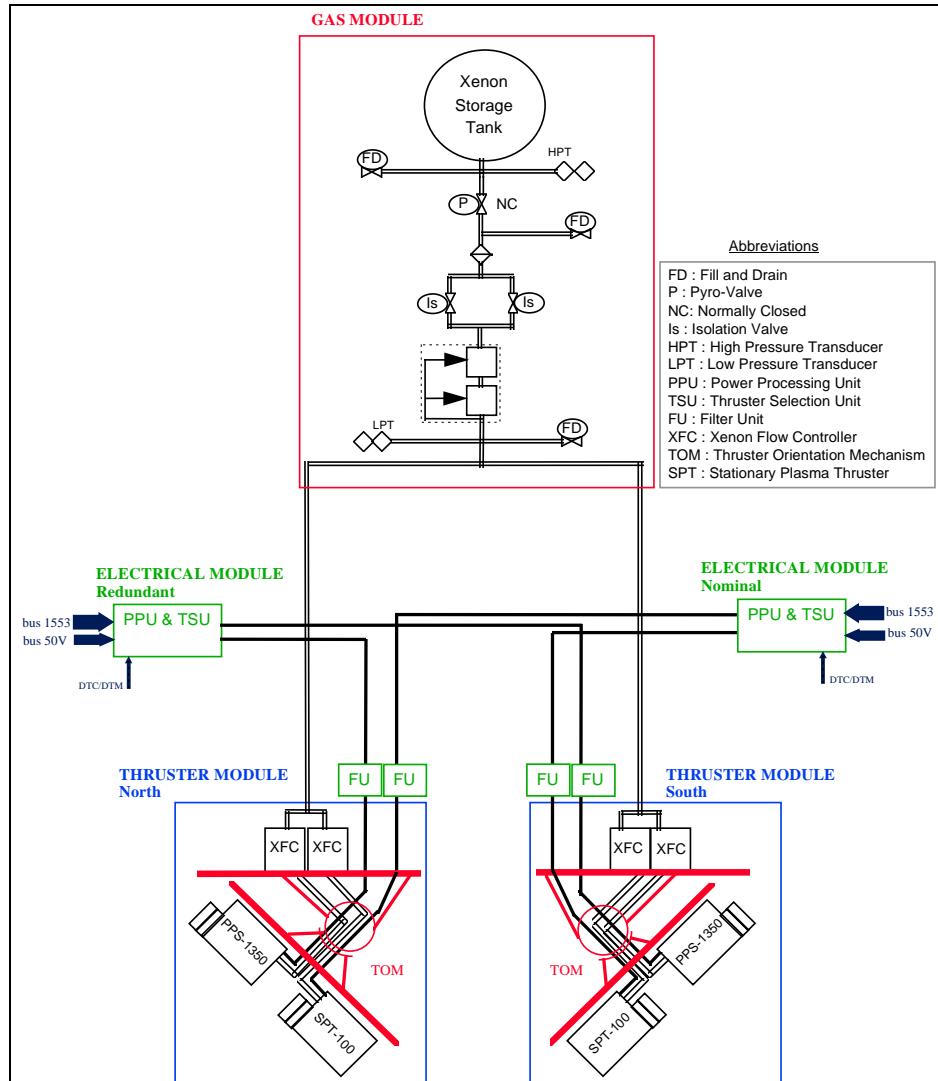 GAS MODULE
Xenon
Storage
Tank
FD
HPT
P
NC
FD
Is
Is
LPT
FD
Abbreviations
FD : Fill and Drain
P : Pyro-Valve
NC: Normally Closed
Is : Isolation Valve
HPT : High Pressure Transducer
LPT : Low Pressure Transducer
PPU : Power Processing Unit
TSU : Thruster Selection Unit
FU : Filter Unit
XFC : Xenon Flow Controller
TOM : Thruster Orientation Mechanism
SPT : Stationary Plasma Thruster
ELECTRICAL MODULE
Redundant
PPU & TSU
bus 1553
bus 50V
DTC/DTM
ELECTRICAL MODULE
Nominal
PPU & TSU
bus 1553
bus 50V
DTC/DTM
THRUSTER MODULE
North
FU
FU
XFC
XFC
PPS-1350
TOM
SPT-100
FU
FU
THRUSTER MODULE
South
XFC
XFC
TOM
PPS-1350
SPT-100